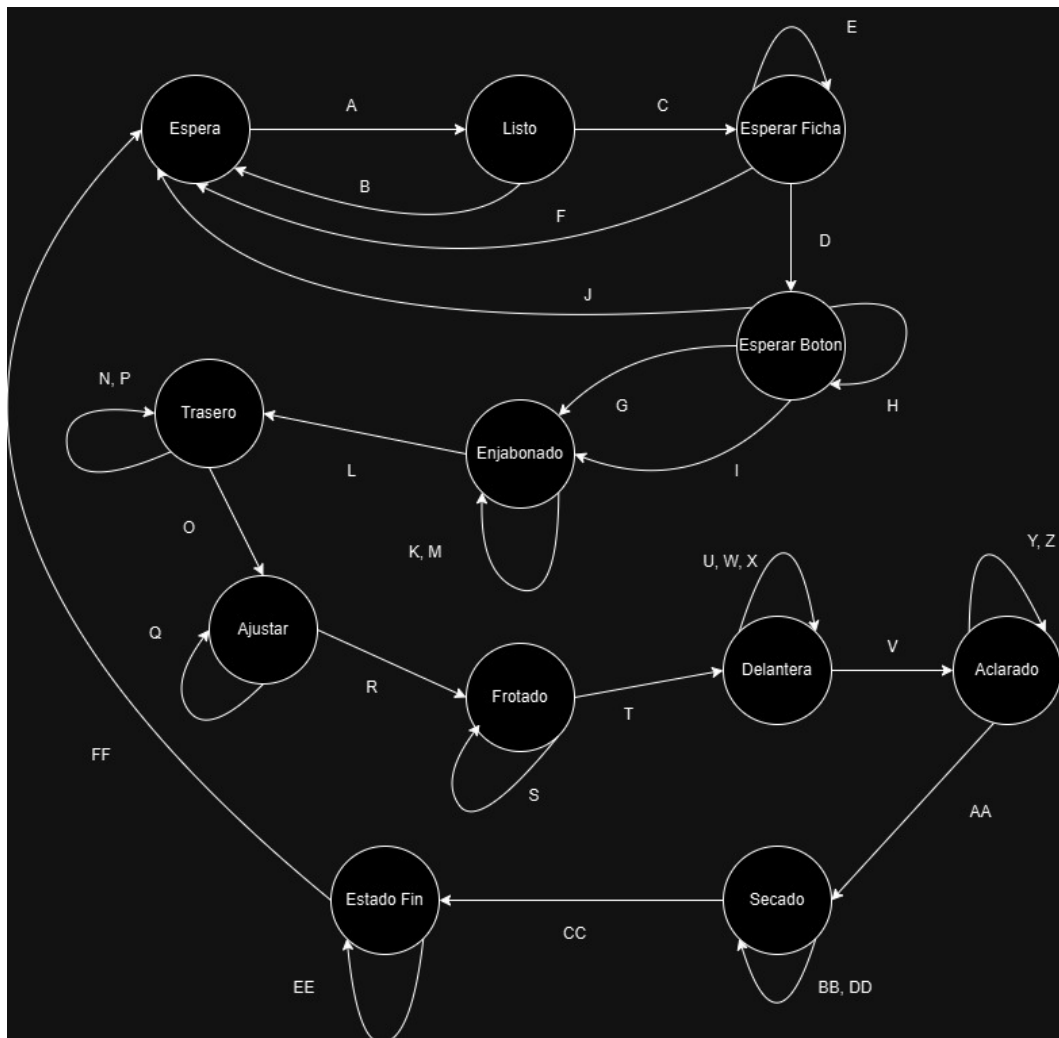 E
A
C
Espera
Listo
Esperar Ficha
B
F
D
J
Esperar Boton
N, P
Trasero
G
H
Enjabonado
L
I
O
K, M
Y, Z
U, W, X
Q
Ajustar
V
Delantera
Aclarado
R
Frotado
T
FF
S
AA
Estado Fin
Secado
CC
EE
BB, DD